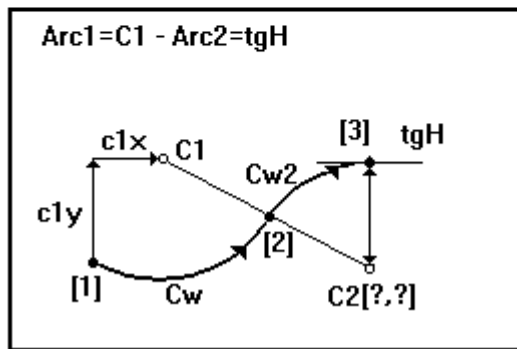 Arc1=C1 - Arc2=tgH
[3]
tgH
c1x
C1
Cw2
c1y
[2]
[1]
Cw
C2[?,?]